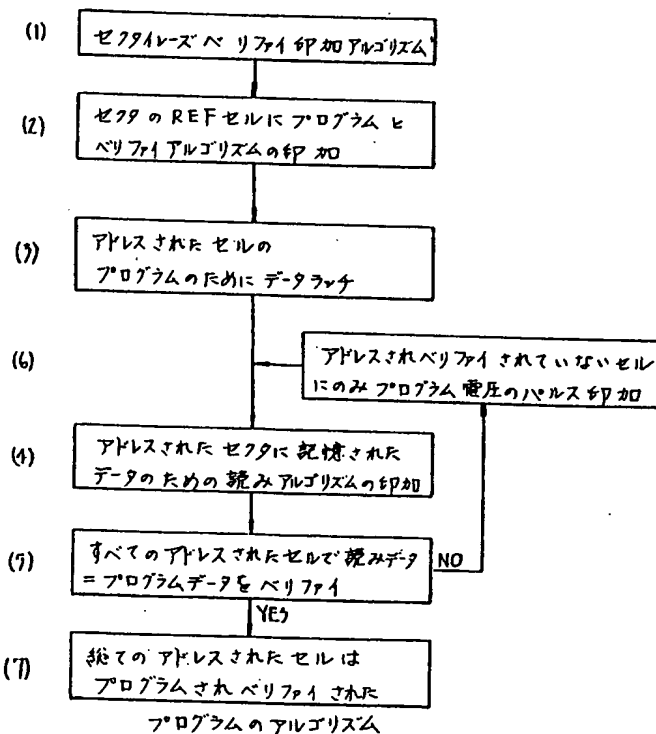 (1)
セクタイレーズベリファイ印加アルゴリズム
(2)
セクタのREFセルにプログラムと
ベリファイアルゴリズムの印加
(3)
アドレスされたセルの
プログラムのためにデータラッチ
(6)
アドレスされベリファイされていないセル
にのみプログラム電圧のパルス印加
(4)
アドレスされたセクタに記憶された
データのための読みアルゴリズムの印加
(5)
すべてのアドレスされたセルで読みデータ
=プログラムデータをベリファイ
NO
YES
(7)
総てのアドレスされたセルは
プログラムされベリファイされた
プログラムのアルゴリズム